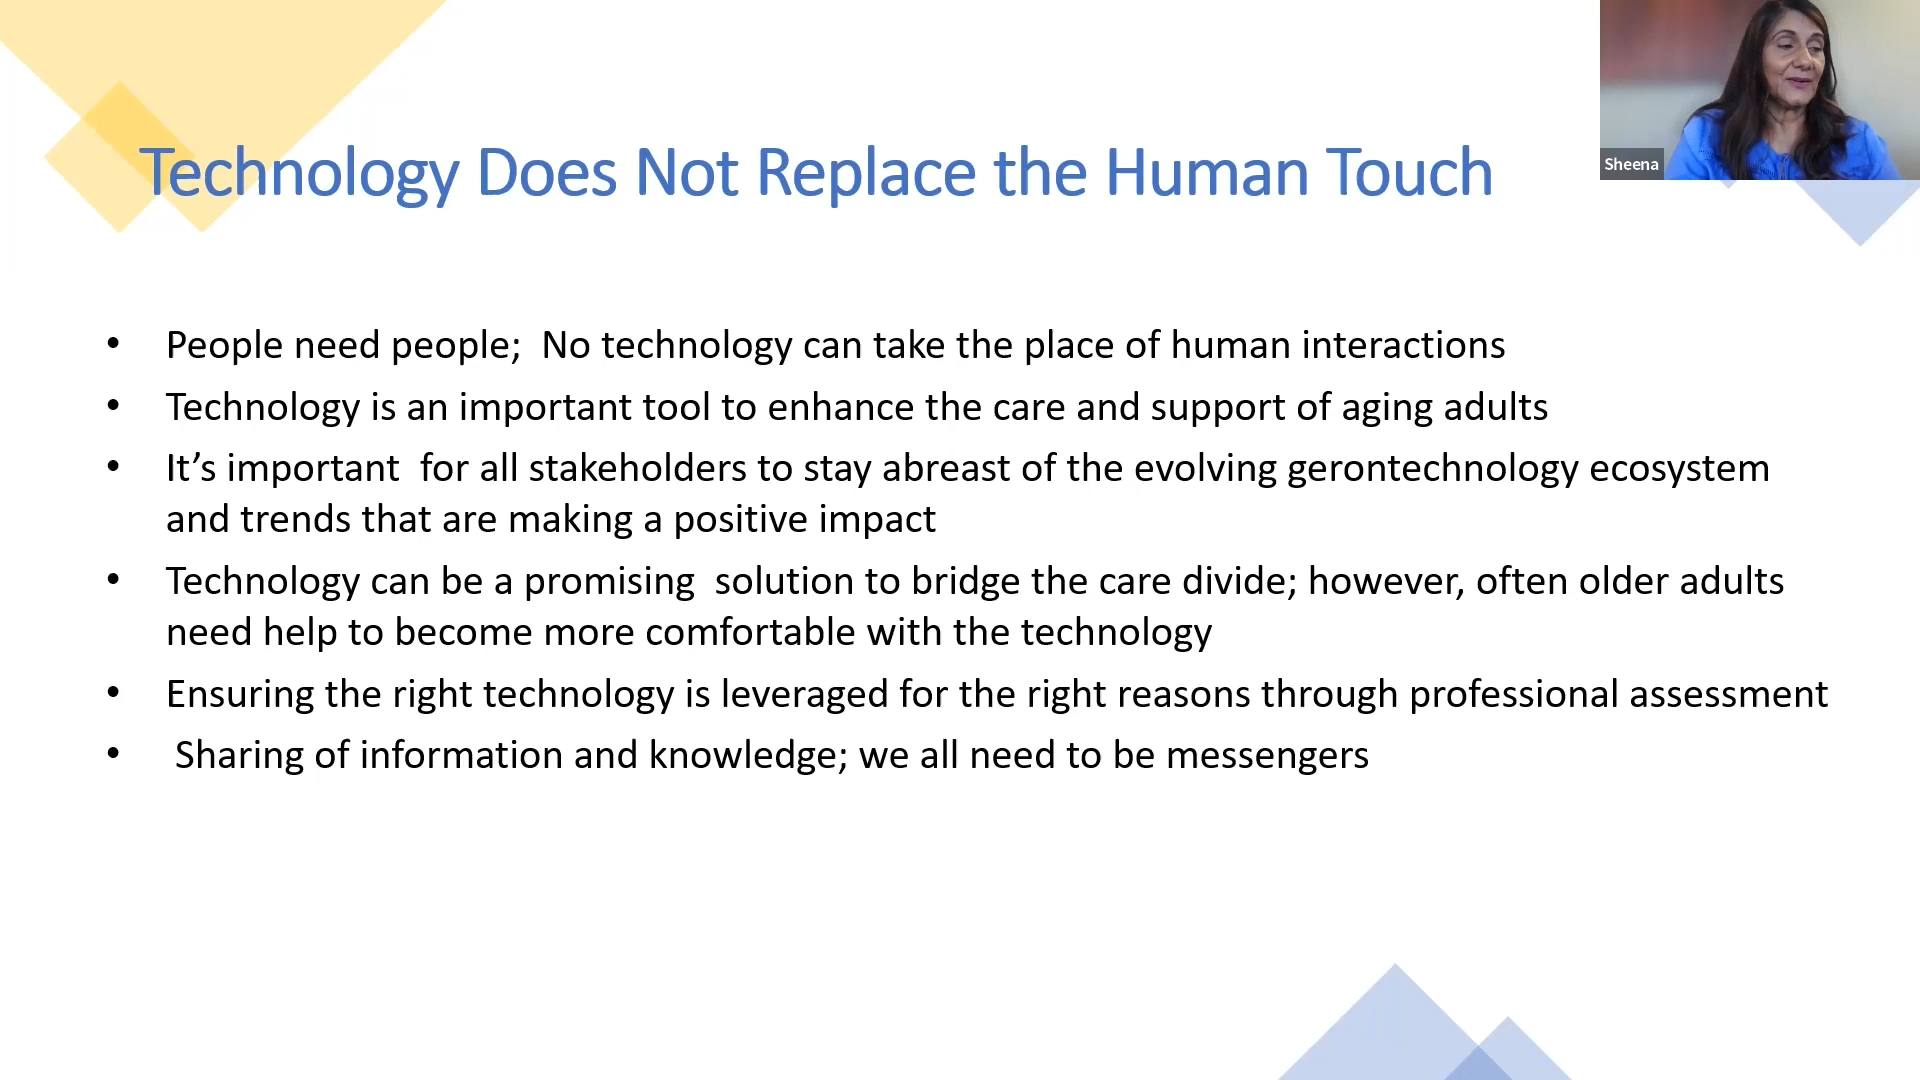 Technology Does Not Replace the Human Touch
Sheena
• People need people;  No technology can take the place of human interactions
• Technology is an important tool to enhance the care and support of aging adults
• It’s important  for all stakeholders to stay abreast of the evolving gerontechnology ecosystem
and trends that are making a positive impact
• Technology can be a promising  solution to bridge the care divide; however, often older adults
need help to become more comfortable with the technology
• Ensuring the right technology is leveraged for the right reasons through professional assessment
• Sharing of information and knowledge; we all need to be messengers